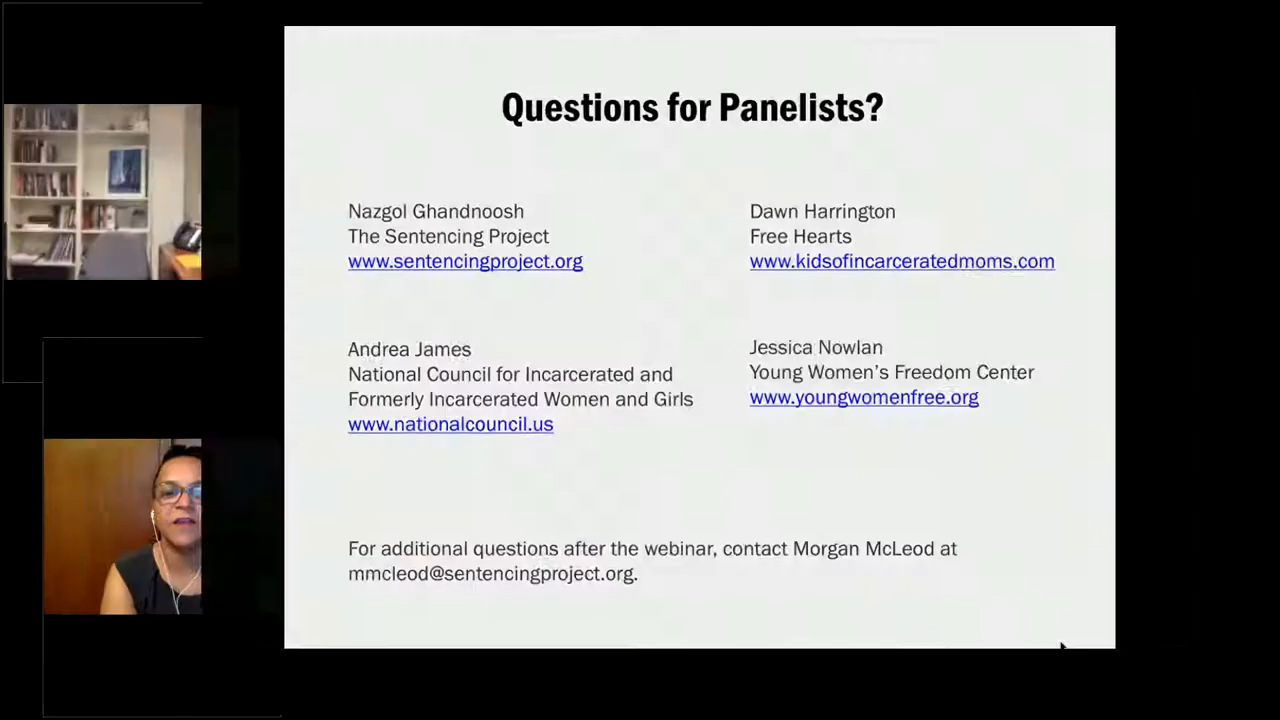 Questions for Panelists?
Nazgol Ghandnoosh
The Sentencing Project
www.sentencingproject.org
Dawn Harrington
Free Hearts
www.kidsofincarceratedmoms.com
Andrea James
National Council for Incarcerated and
Formerly Incarcerated Women and Girls
www.nationalcouncil.us
Jessica Nowlan
Young Women’s Freedom Center
www.youngwomenfree.org
For additional questions after the webinar, contact Morgan McLeod at
mmcleod@sentencingproject.org.